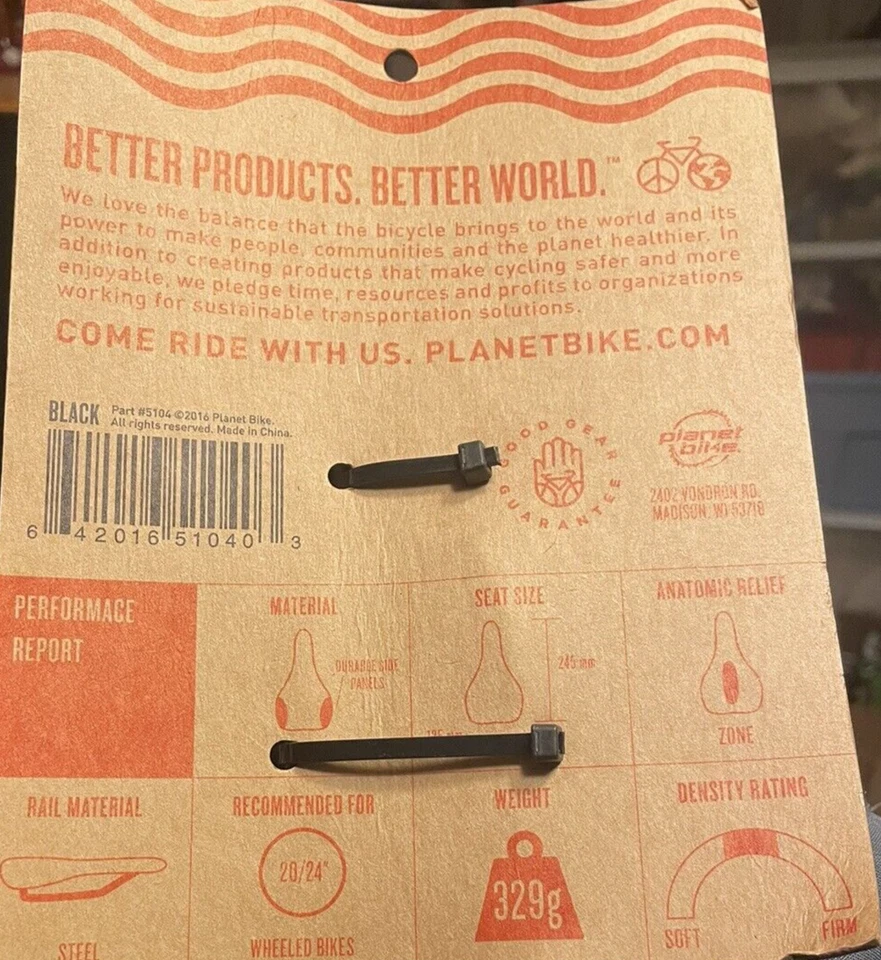 BETTER PRODUCTS. BETTER WORLD.™
We love the balance that the bicycle brings to the world and its
power to make people, communities and the planet healthier. In
addition to creating products that make cycling safer and more
enjoyable, we pledge time, resources and profits to organizations
working for sustainable transportation solutions.
COME RIDE WITH US. PLANETBIKE.COM
BLACK Part #5104 ©2016 Planet Bike.
All rights reserved. Made in China.
6 42016 51040 3
GOOD GEAR
GUARANTEE
planet
bike.
2402 VONDRON RD.
MADISON, WI 53718
PERFORMACE
REPORT
MATERIAL
DURABLE SIDE
PANELS
SEAT SIZE
245 mm
ANATOMIC RELIEF
ZONE
RAIL MATERIAL
STEEL
RECOMMENDED FOR
20/24"
WHEELED BIKES
WEIGHT
329g
DENSITY RATING
SOFT
FIRM